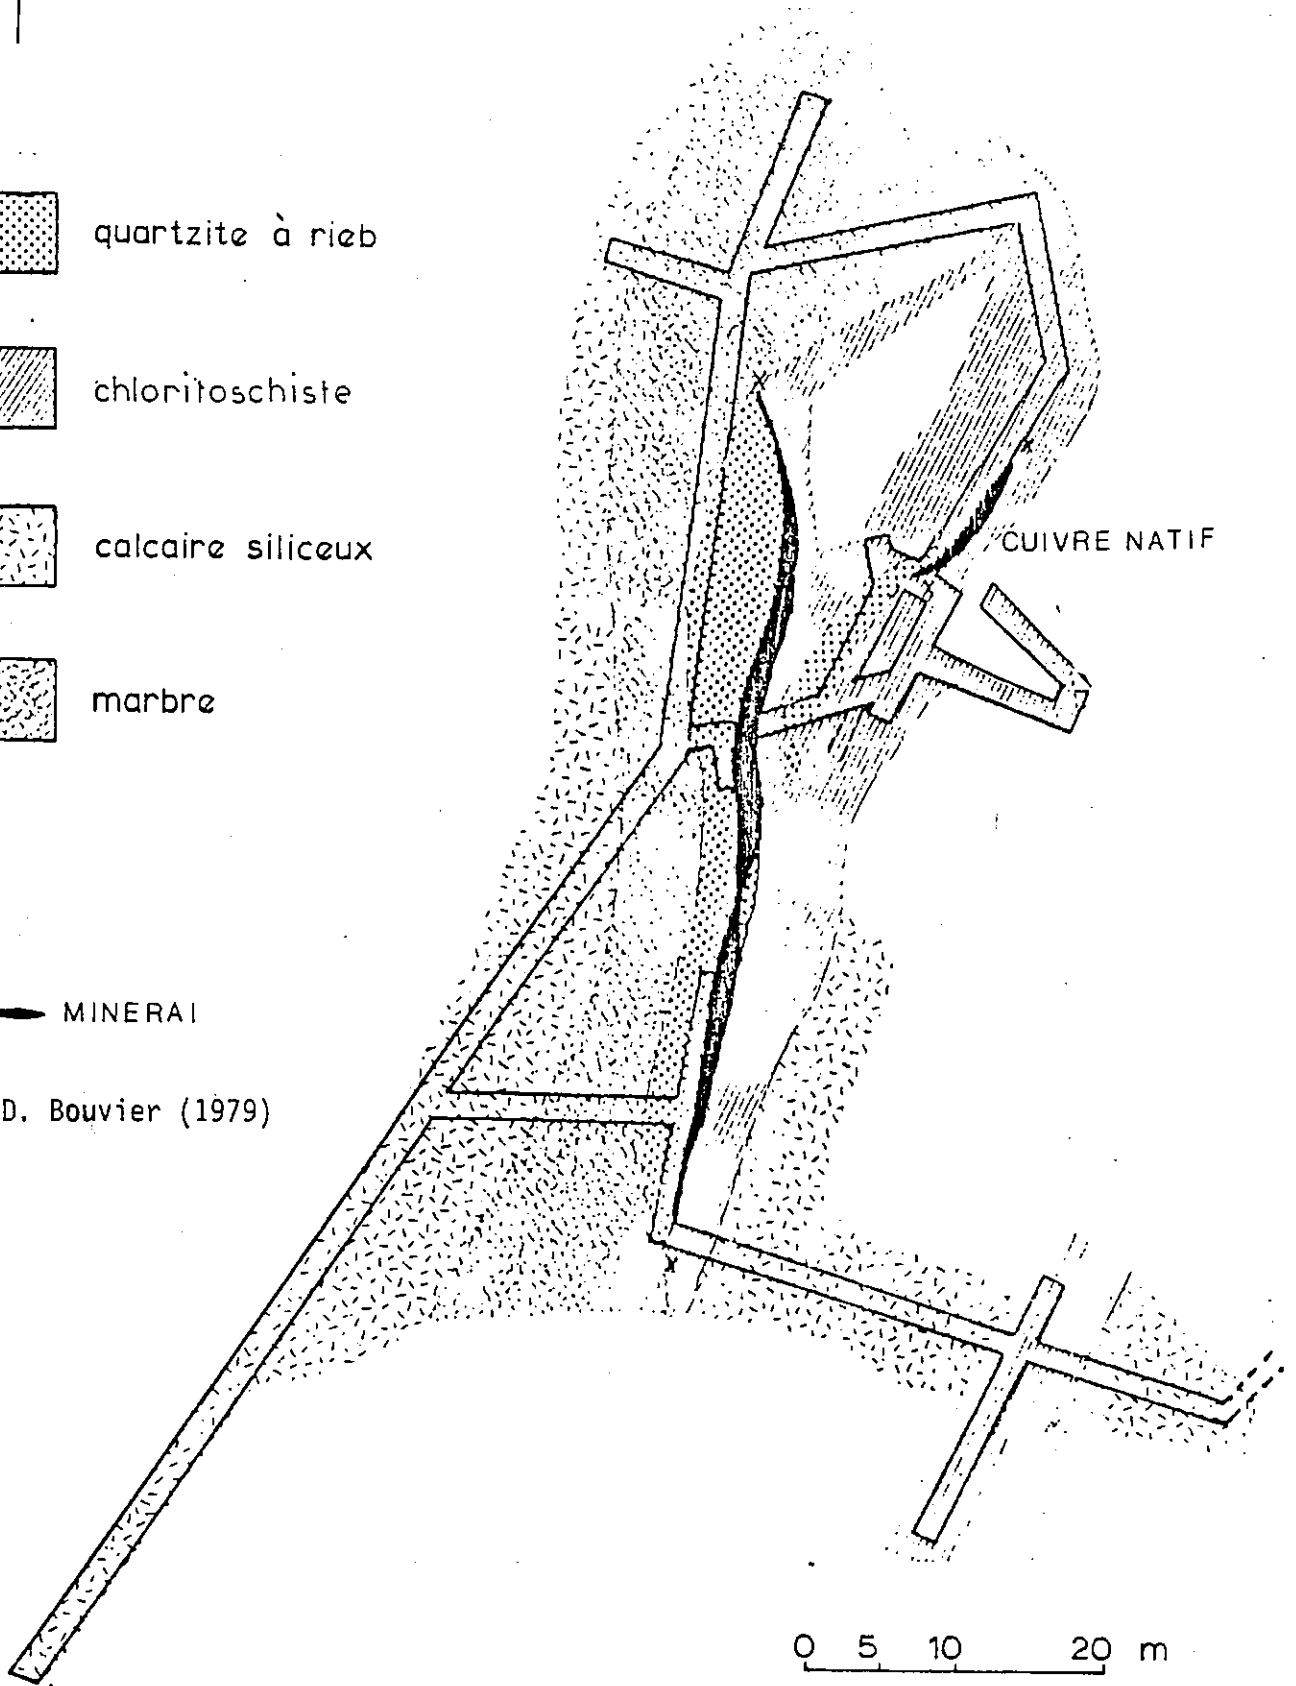 quartzite à rieb
chloritoschiste
calcaire siliceux
marbre
CUIVRE NATIF
MINERAI
D. Bouvier (1979)
0 5 10 20 m